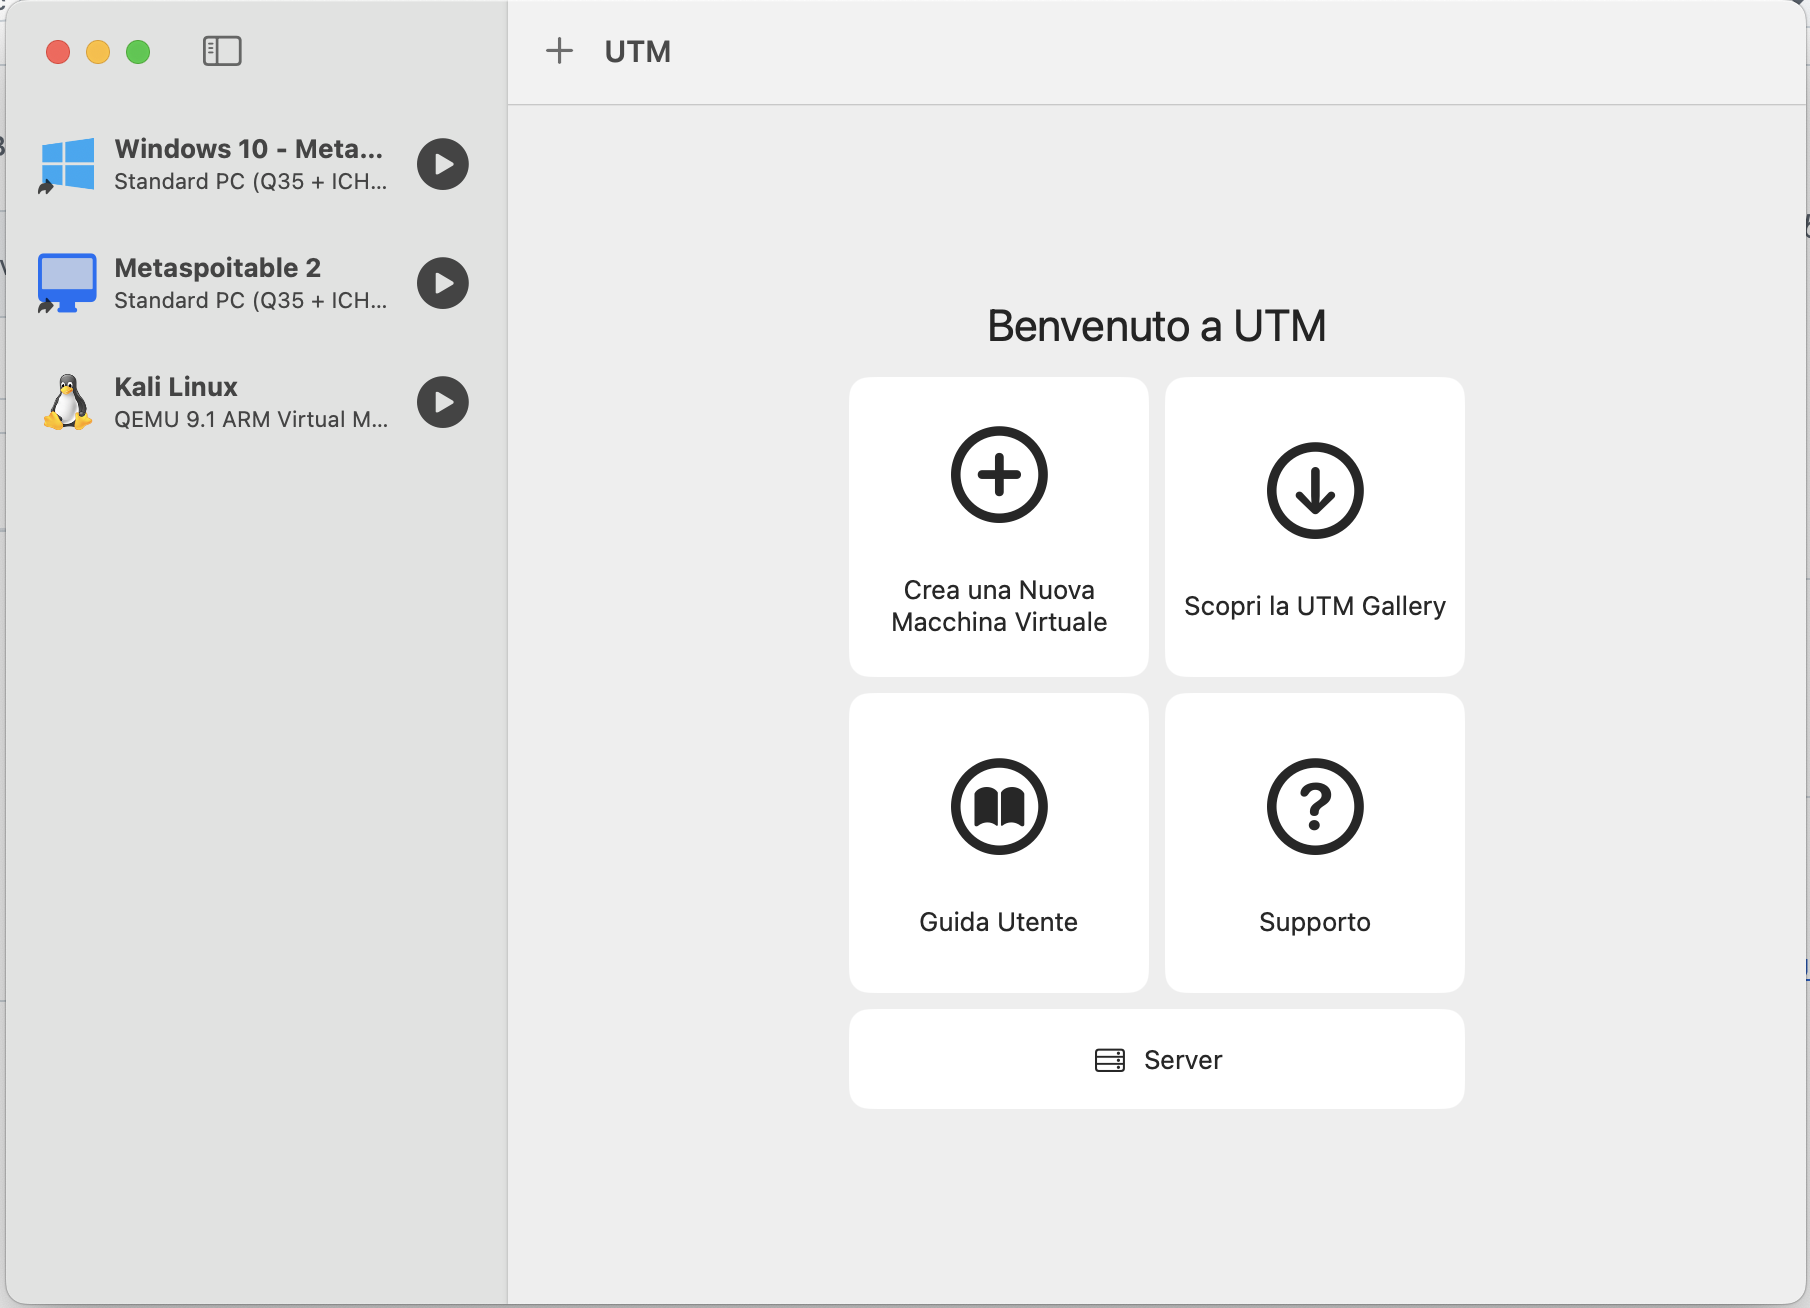 UTM
Windows 10 - Meta...
Standard PC (Q35 + ICH...
Metaspoitable 2
Standard PC (Q35 + ICH...
Kali Linux
QEMU 9.1 ARM Virtual M...
Benvenuto a UTM
Crea una Nuova
Macchina Virtuale
Scopri la UTM Gallery
Guida Utente
Supporto
Server